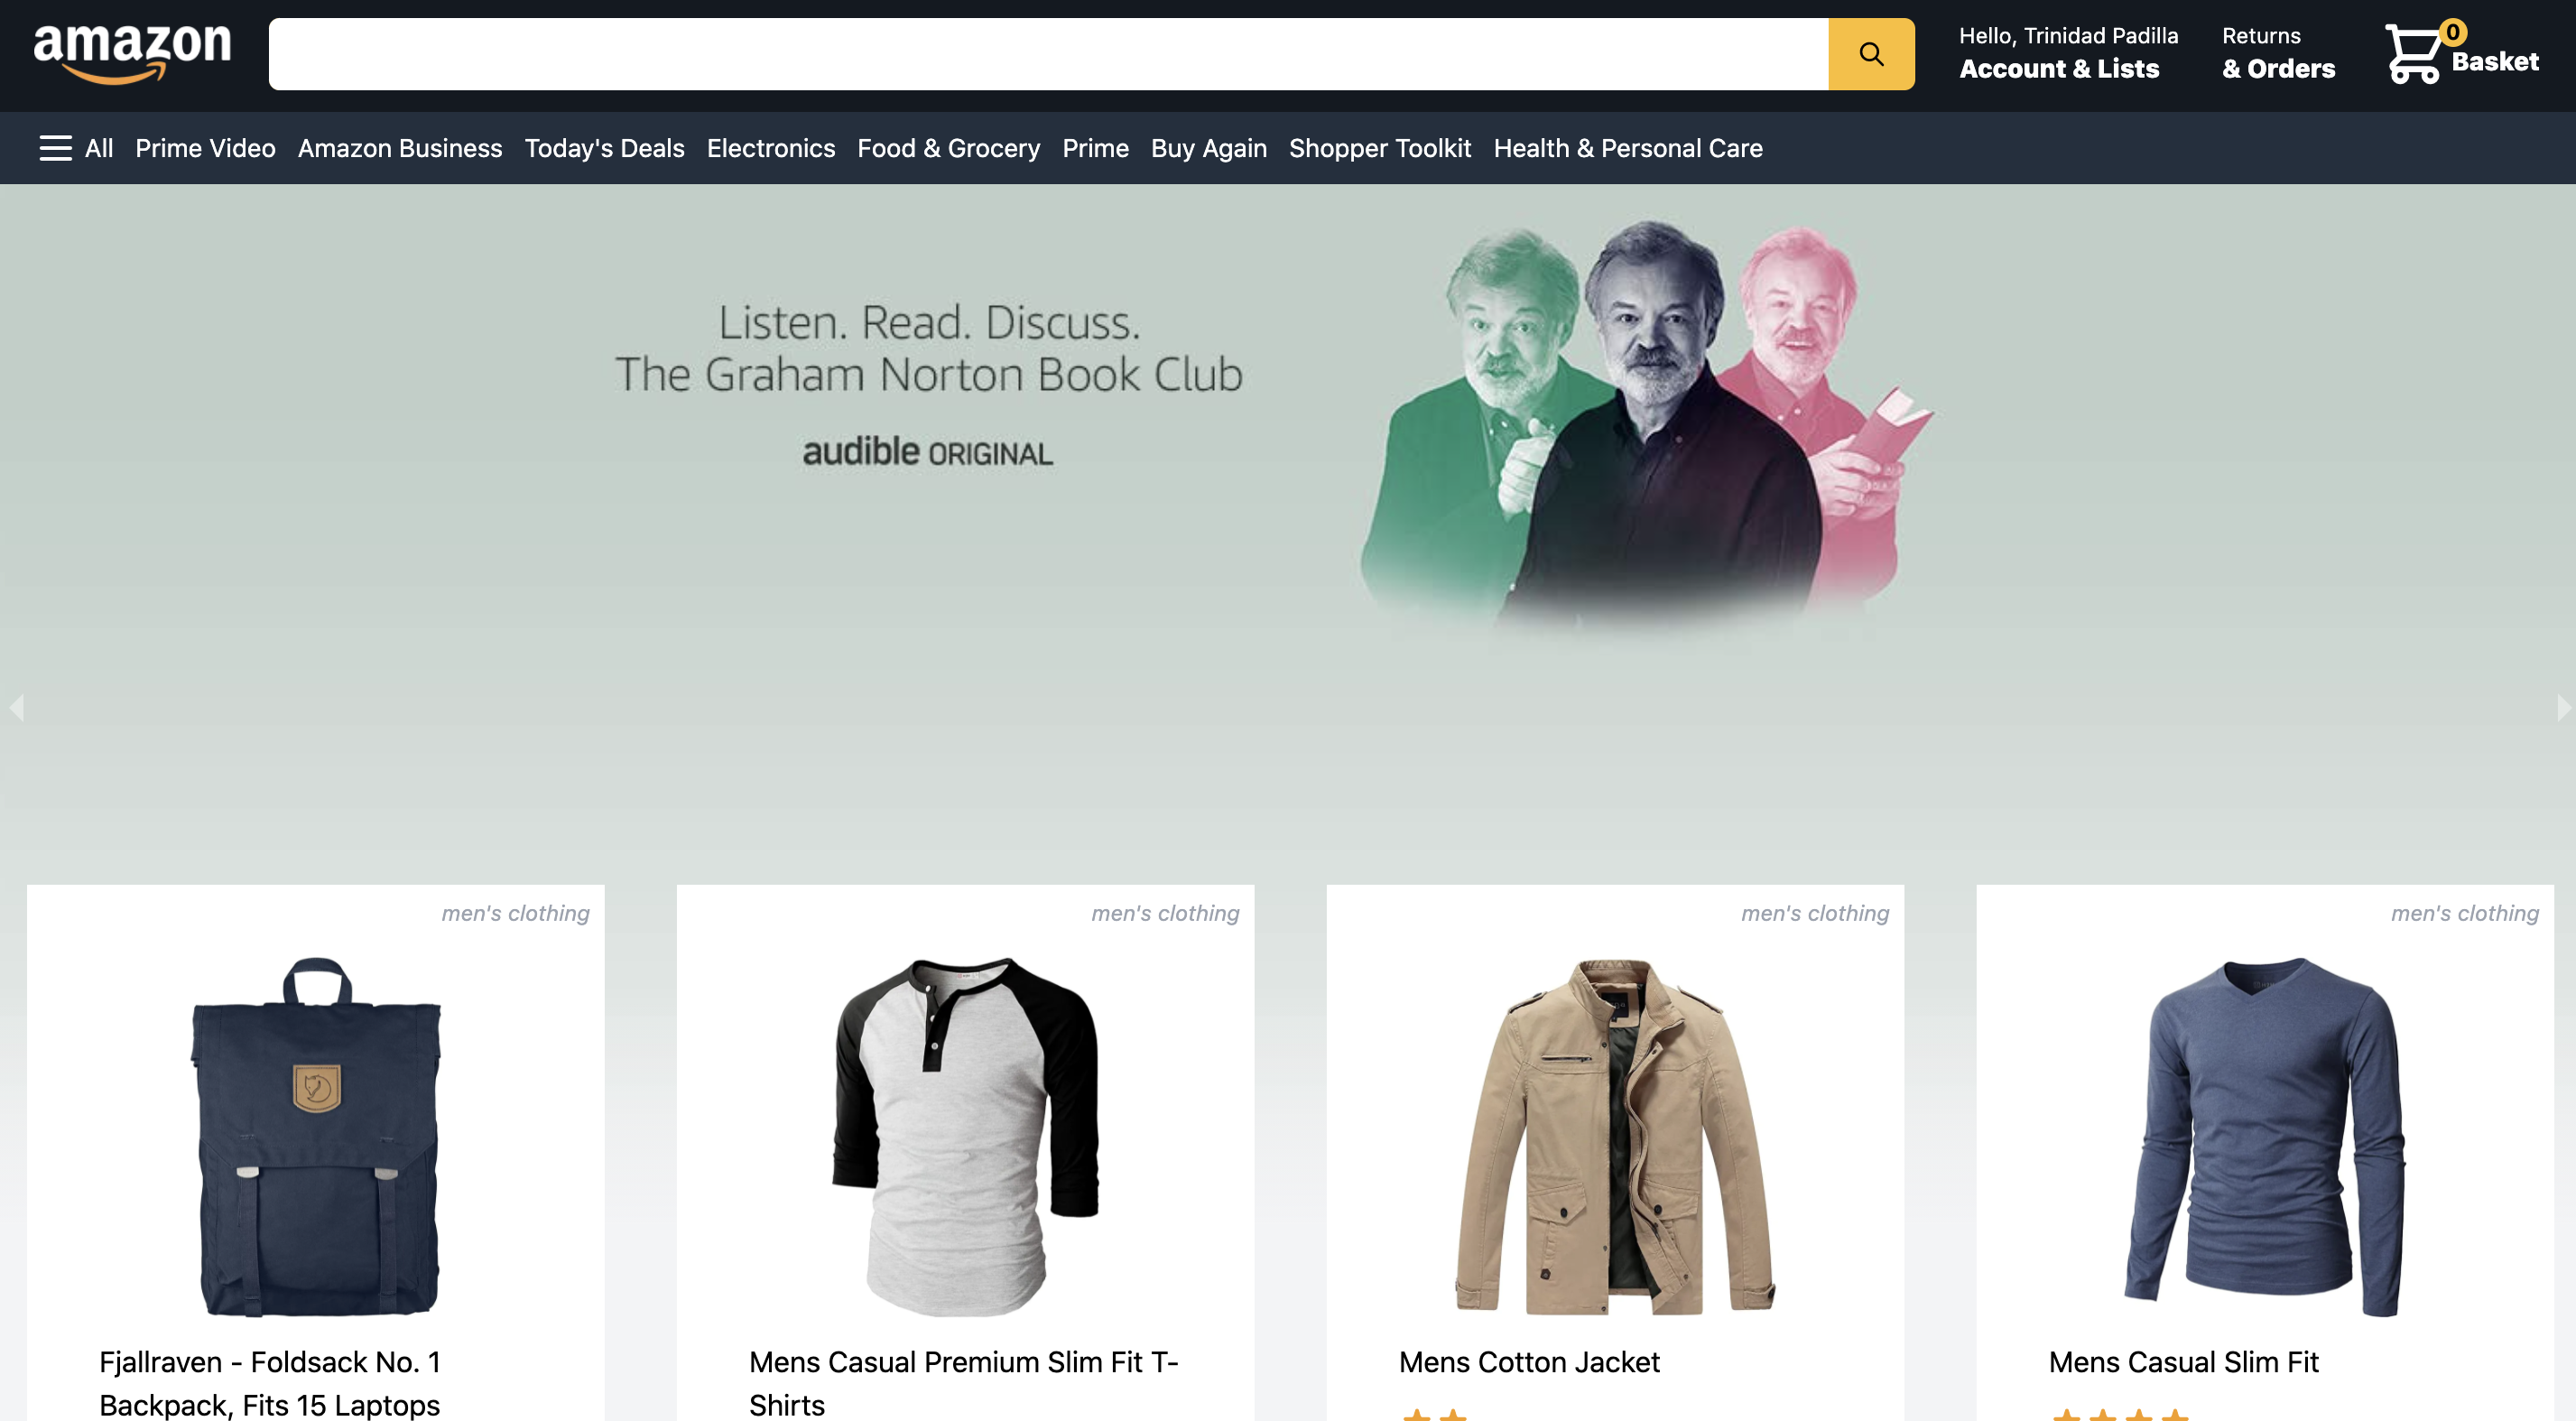 amazon
Hello, Trinidad Padilla
Account & Lists
Returns
& Orders
0
Basket
All Prime Video Amazon Business Today's Deals Electronics Food & Grocery Prime Buy Again Shopper Toolkit Health & Personal Care
Listen. Read. Discuss.
The Graham Norton Book Club
audible ORIGINAL
men's clothing
Fjallraven - Foldsack No. 1
Backpack, Fits 15 Laptops
men's clothing
Mens Casual Premium Slim Fit T-
Shirts
men's clothing
Mens Cotton Jacket
men's clothing
Mens Casual Slim Fit